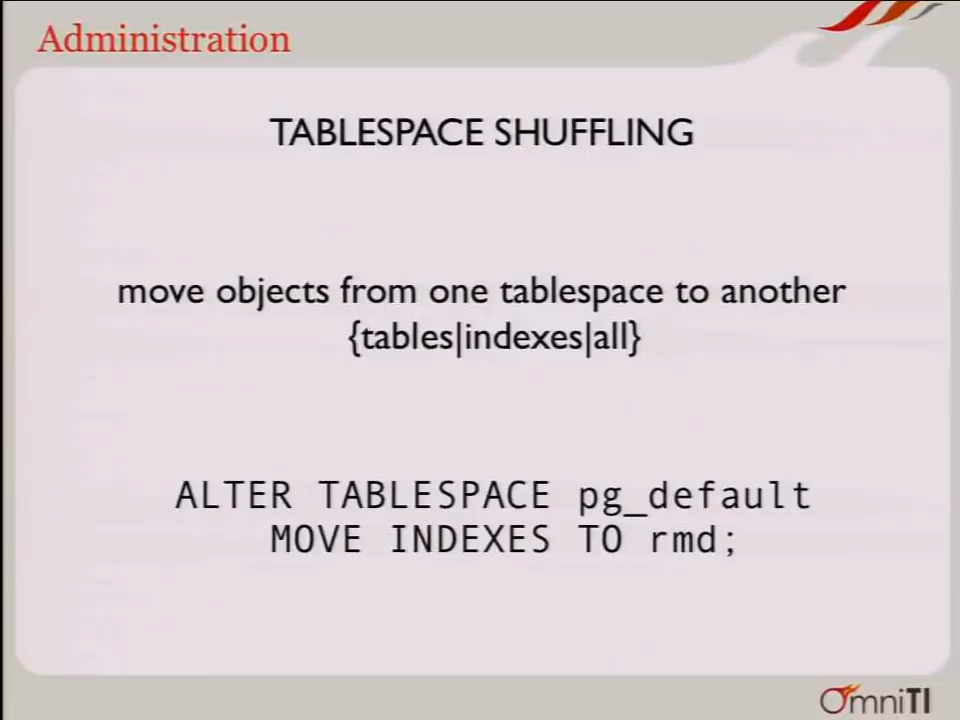 Administration
TABLESPACE SHUFFLING
move objects from one tablespace to another
{tables|indexes|all}
ALTER TABLESPACE pg_default
MOVE INDEXES TO rmd;
OmniTI